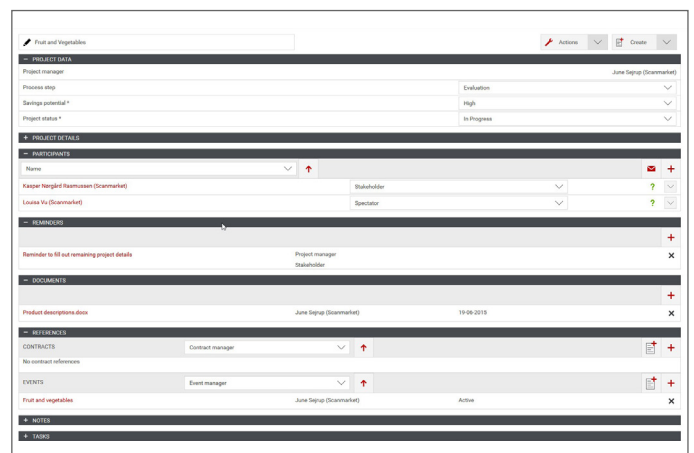 Fruit and Vegetables Actions Create
− PROJECT DATA
Project manager June Sejrup (Scanmarket)
Process step Evaluation
Savings potential * High
Project status * In Progress
+ PROJECT DETAILS
− PARTICIPANTS
Name
Kasper Nørgård Rasmussen (Scanmarket) Stakeholder ?
Louisa Vu (Scanmarket) Spectator ?
− REMINDERS
Reminder to fill out remaining project details Project manager
Stakeholder
− DOCUMENTS
Product descriptions.docx June Sejrup (Scanmarket) 19-06-2015
− REFERENCES
CONTRACTS Contract manager
No contract references
EVENTS Event manager
Fruit and vegetables June Sejrup (Scanmarket) Active
+ NOTES
+ TASKS